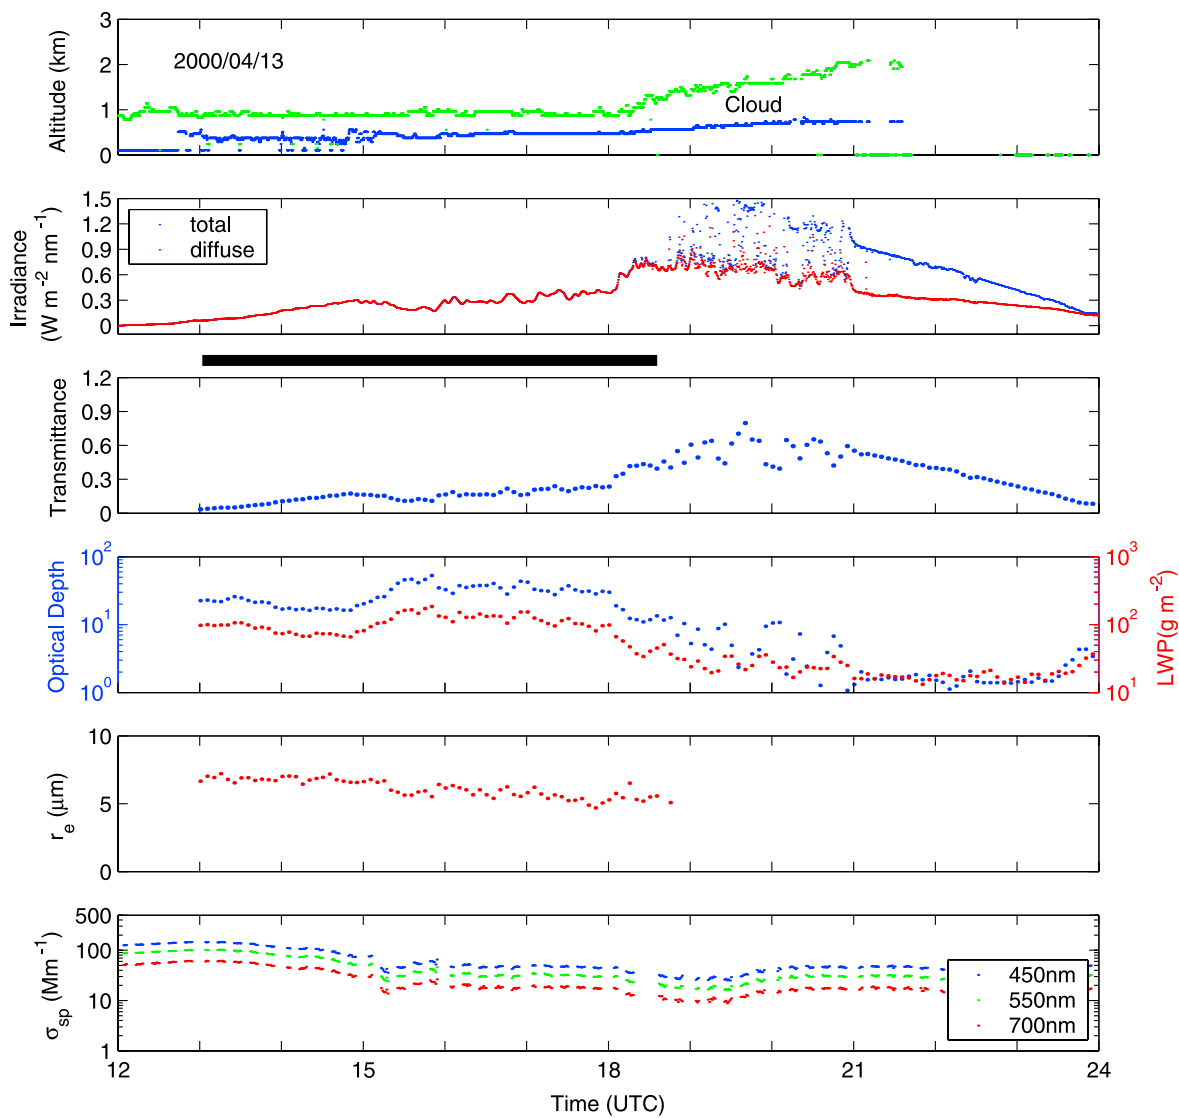 3
2
1
0
Altitude (km)
2000/04/13
Cloud
1.5
1.2
0.9
0.6
0.3
0
Irradiance
(W m⁻² nm⁻¹)
total
diffuse
1.2
0.9
0.6
0.3
0
Transmittance
10²
10¹
10⁰
Optical Depth
10³
10²
10¹
LWP(g m⁻²)
10
5
0
rₑ (μm)
500
100
10
1
σsp (Mm⁻¹)
450nm
550nm
700nm
12 15 18 21 24
Time (UTC)